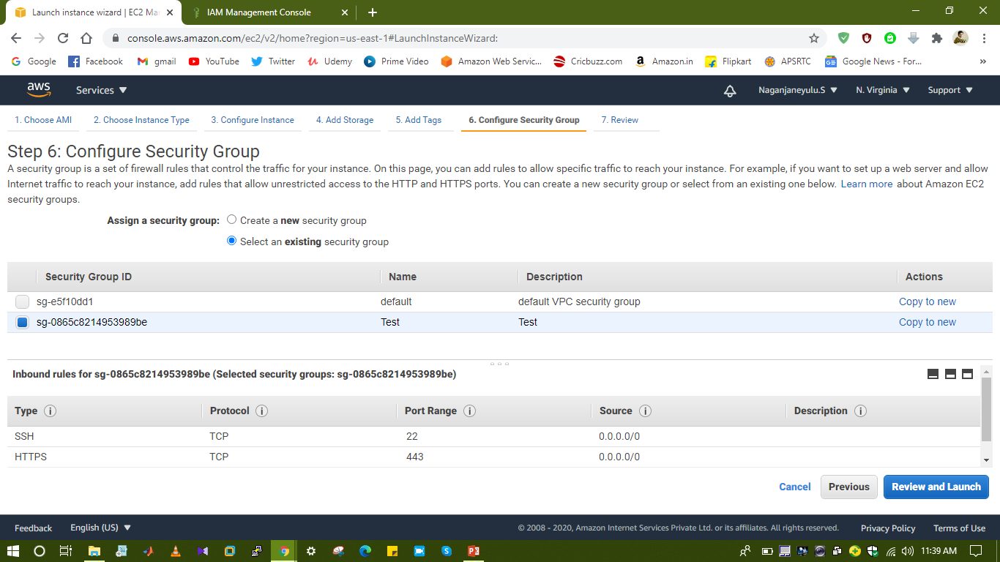 Launch instance wizard | EC2 Mar
IAM Management Console
console.aws.amazon.com/ec2/v2/home?region=us-east-1#LaunchInstanceWizard:
Google Facebook gmail YouTube Twitter Udemy Prime Video Amazon Web Servic... Cricbuzz.com Amazon.in Flipkart APSRTC Google News - For... »
aws Services Naganjaneyulu.S N. Virginia Support
1. Choose AMI 2. Choose Instance Type 3. Configure Instance 4. Add Storage 5. Add Tags 6. Configure Security Group 7. Review
Step 6: Configure Security Group
A security group is a set of firewall rules that control the traffic for your instance. On this page, you can add rules to allow specific traffic to reach your instance. For example, if you want to set up a web server and allow
Internet traffic to reach your instance, add rules that allow unrestricted access to the HTTP and HTTPS ports. You can create a new security group or select from an existing one below. Learn more about Amazon EC2
security groups.
Assign a security group: Create a new security group
Select an existing security group
Security Group ID Name Description Actions
sg-e5f10dd1 default default VPC security group Copy to new
sg-0865c8214953989be Test Test Copy to new
Inbound rules for sg-0865c8214953989be (Selected security groups: sg-0865c8214953989be)
Type Protocol Port Range Source Description
SSH TCP 22 0.0.0.0/0
HTTPS TCP 443 0.0.0.0/0
Cancel Previous Review and Launch
Feedback English (US) © 2008 - 2020, Amazon Internet Services Private Ltd. or its affiliates. All rights reserved. Privacy Policy Terms of Use
11:39 AM